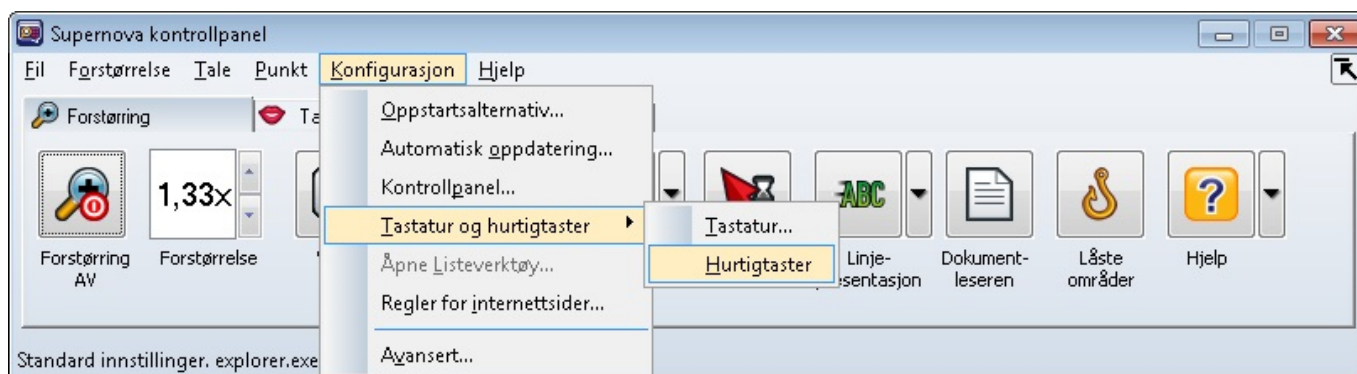 Supernova kontrollpanel
Fil Forstørrelse Tale Punkt Konfigurasjon Hjelp
Forstørring
Oppstartsalternativ...
Automatisk oppdatering...
Kontrollpanel...
Tastatur og hurtigtaster
Åpne Listeverktøy...
Regler for internettsider...
Avansert...
Tastatur...
Hurtigtaster
1,33x
ABC
?
Forstørring
AV
Forstørrelse
Linje-
Dokument-
leseren
Låste
områder
Hjelp
Standard innstillinger. explorer.exe